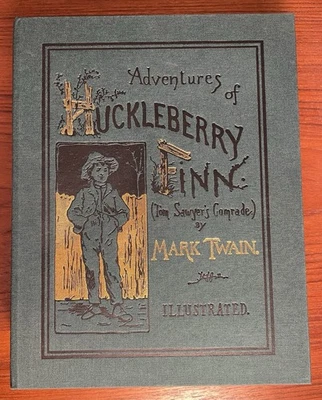 Adventures of
HUCKLEBERRY
FINN.
(Tom Sawyer's Comrade.)
by
MARK TWAIN.
ILLUSTRATED.